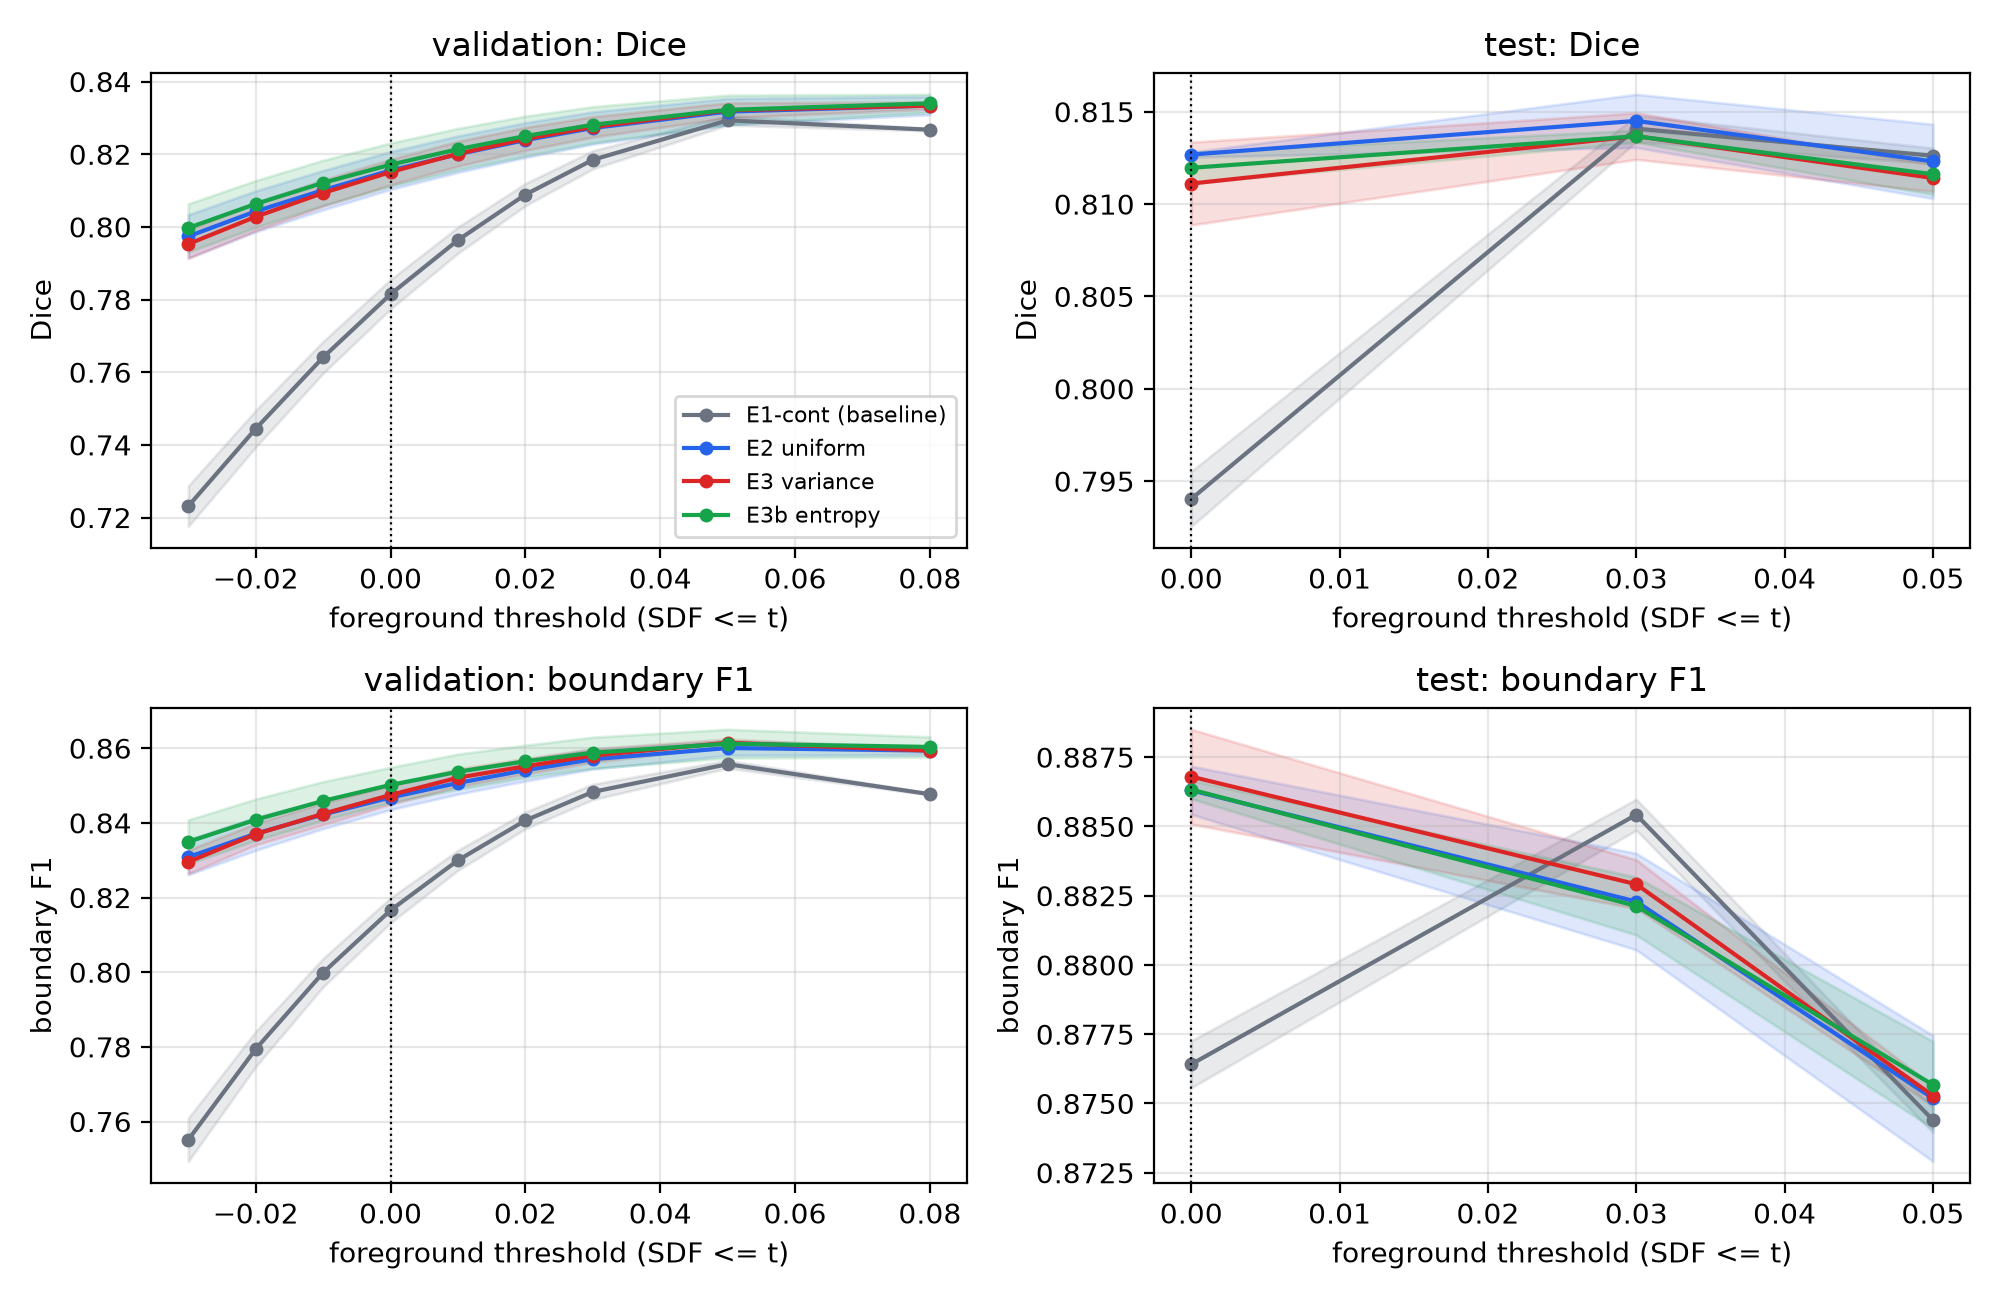 validation: Dice
0.84
0.82
0.80
0.78
0.76
0.74
0.72
Dice
E1-cont (baseline)
E2 uniform
E3 variance
E3b entropy
−0.02 0.00 0.02 0.04 0.06 0.08
foreground threshold (SDF <= t)
test: Dice
0.815
0.810
0.805
0.800
0.795
Dice
0.00 0.01 0.02 0.03 0.04 0.05
foreground threshold (SDF <= t)
validation: boundary F1
0.86
0.84
0.82
0.80
0.78
0.76
boundary F1
−0.02 0.00 0.02 0.04 0.06 0.08
foreground threshold (SDF <= t)
test: boundary F1
0.8875
0.8850
0.8825
0.8800
0.8775
0.8750
0.8725
boundary F1
0.00 0.01 0.02 0.03 0.04 0.05
foreground threshold (SDF <= t)